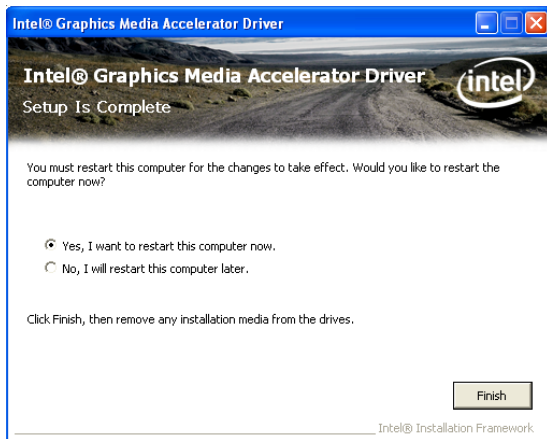 Intel® Graphics Media Accelerator Driver
Intel® Graphics Media Accelerator Driver
Setup Is Complete
intel
You must restart this computer for the changes to take effect. Would you like to restart the
computer now?
Yes, I want to restart this computer now.
No, I will restart this computer later.
Click Finish, then remove any installation media from the drives.
Finish
Intel® Installation Framework